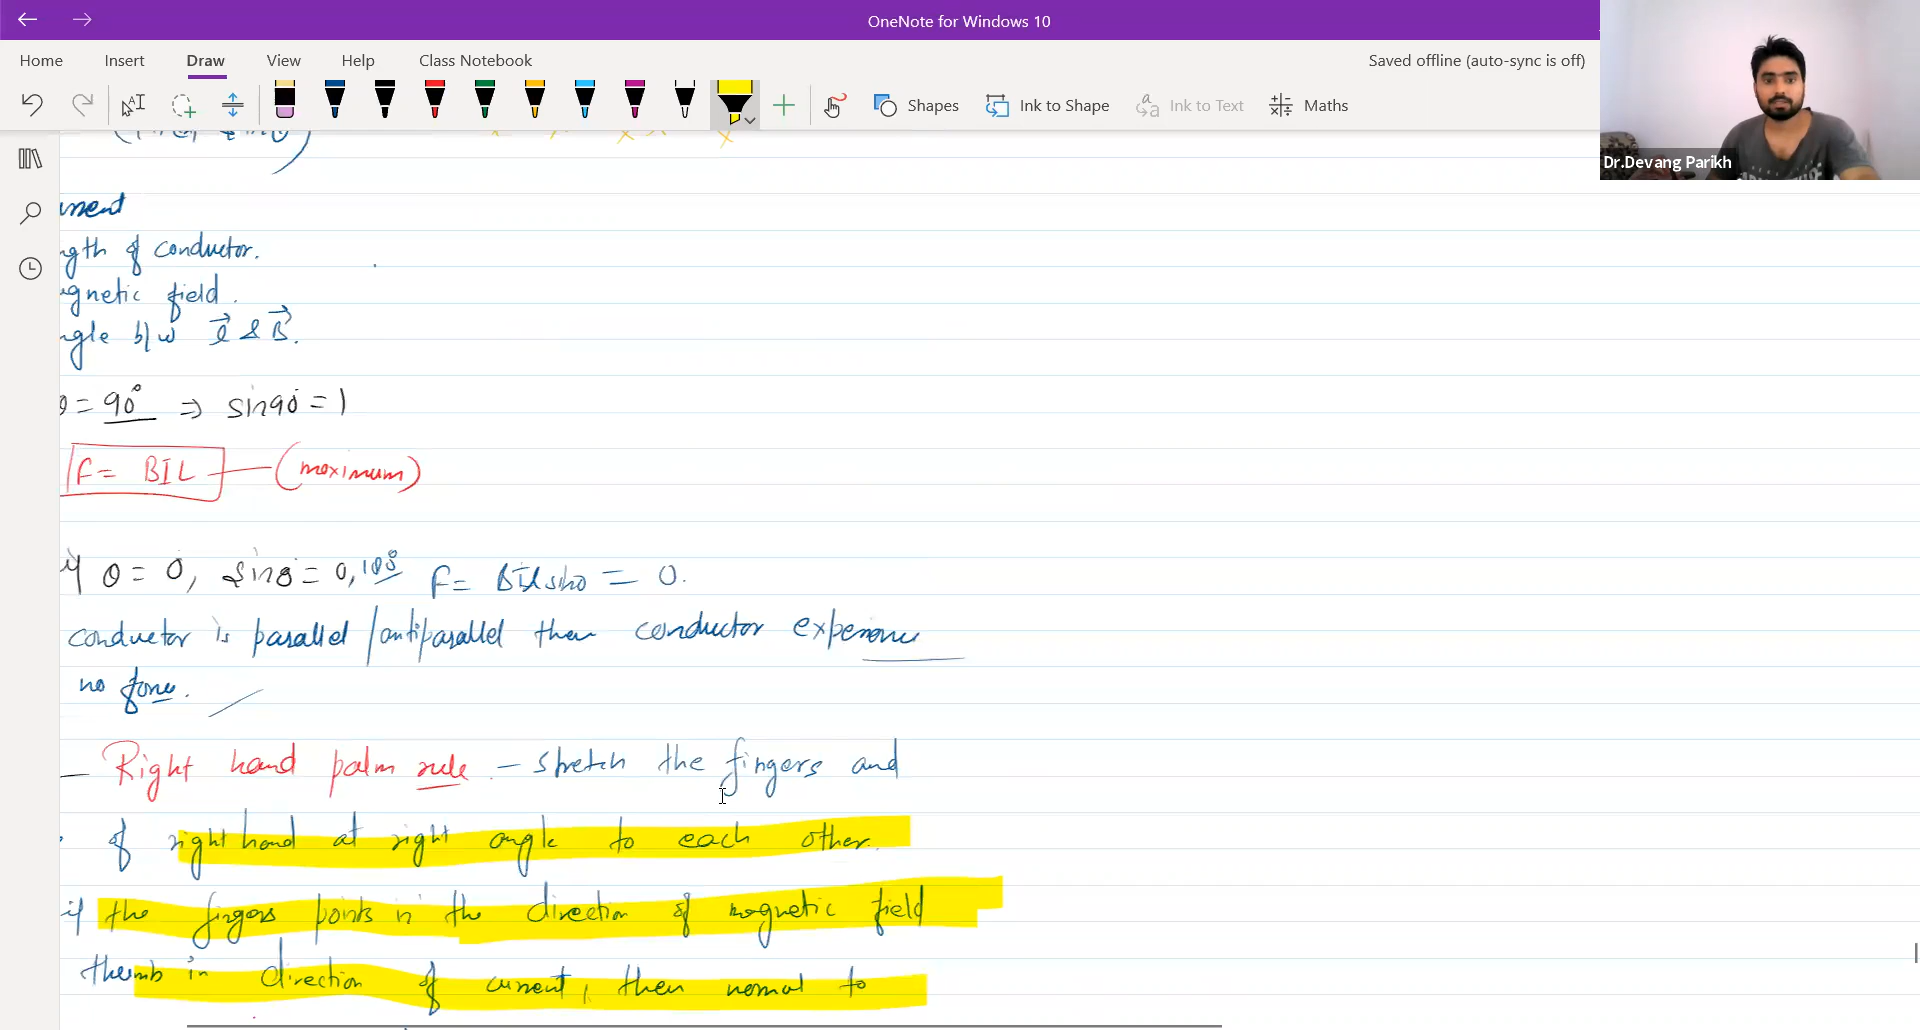 OneNote for Windows 10
Home Insert Draw View Help Class Notebook
Saved offline (auto-sync is off)
Shapes Ink to Shape Ink to Text Maths
Dr.Devang Parikh
ngth of conductor.
gnetic field.
ngle b/w l⃗ & B⃗.
θ = 90° ⇒ sin90° = 1
F = BIL — (maximum)
if θ = 0, sinθ = 0, 180° F = BIl sin0 = 0.
conductor is parallel / antiparallel then conductor experience
no force.
— Right hand palm rule - stretch the fingers and
of right hand at right angle to each other.
if the fingers points in the direction of magnetic field
thumb in direction of current, then normal to